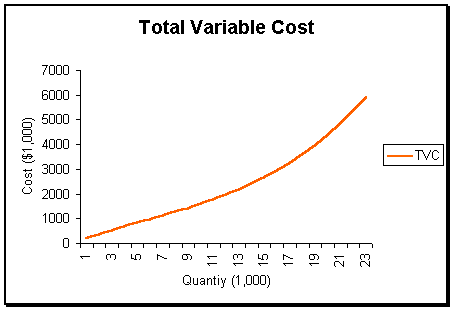 Total Variable Cost
7000
6000
5000
4000
3000
2000
1000
0
Cost ($1,000)
1 3 5 7 9 11 13 15 17 19 21 23
Quantiy (1,000)
TVC